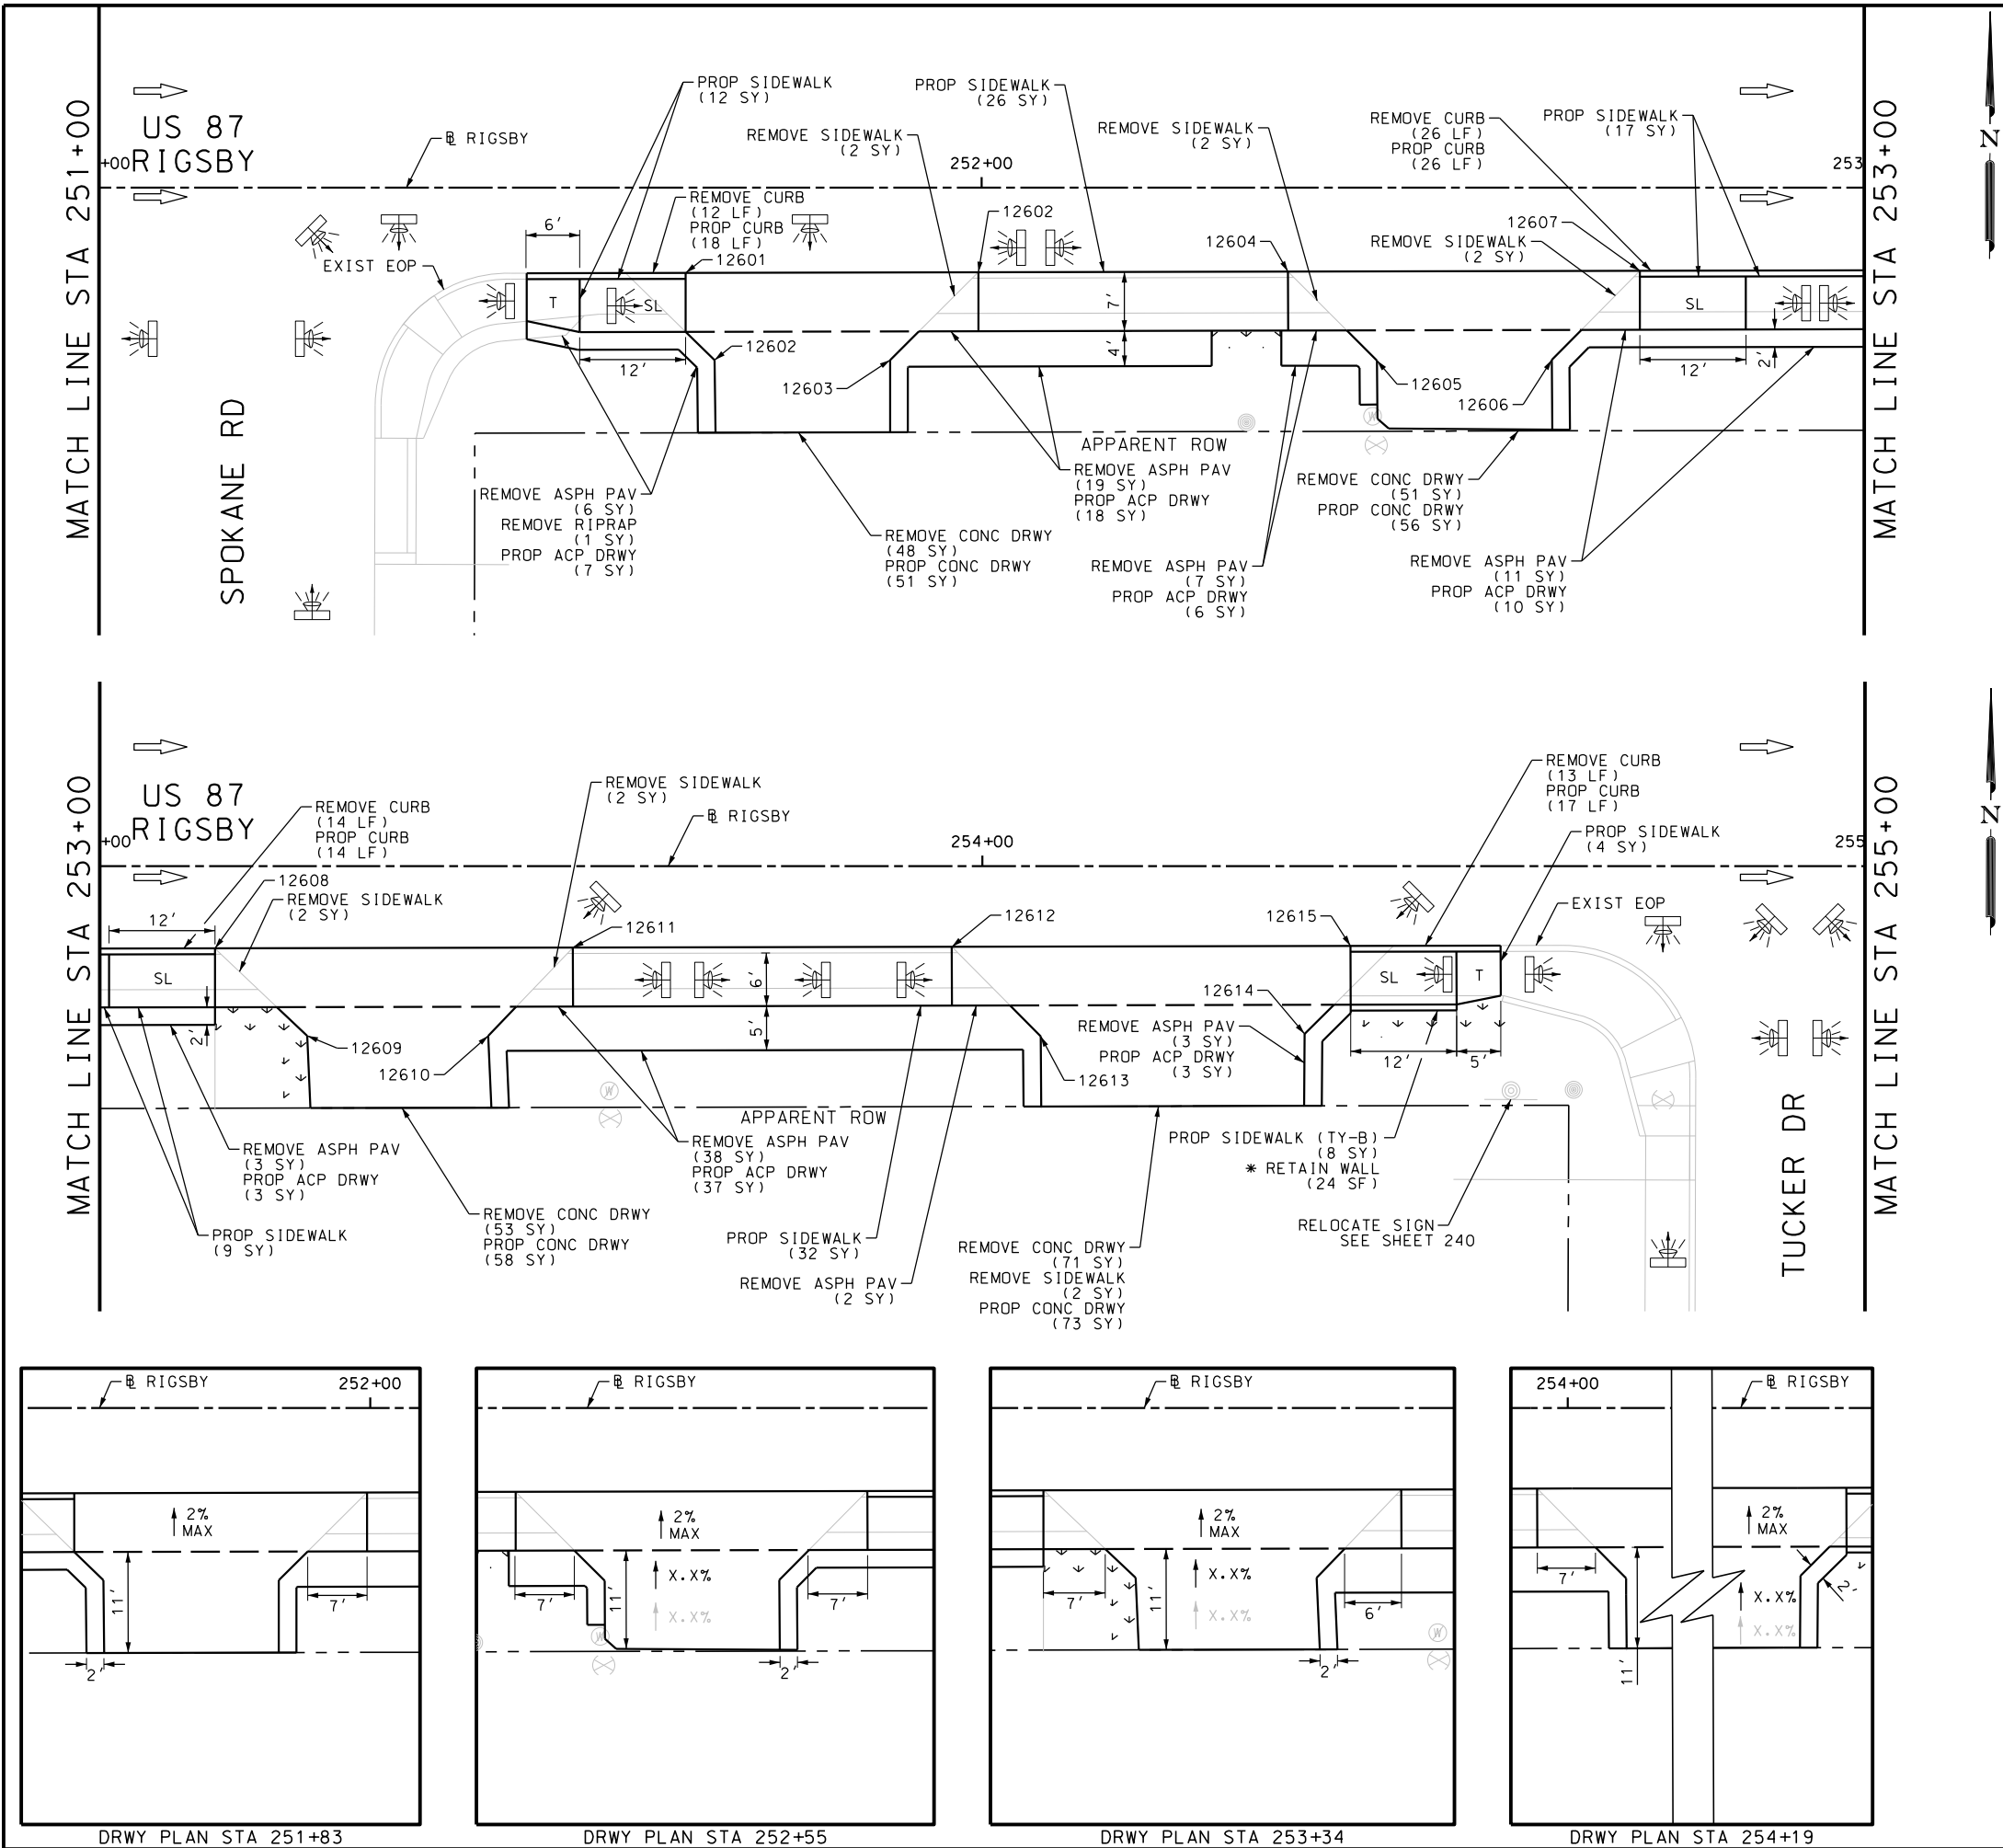 MATCH LINE STA 251+00
US 87
RIGSBY
+00
℄ RIGSBY
PROP SIDEWALK
(12 SY)
REMOVE SIDEWALK
(2 SY)
PROP SIDEWALK
(26 SY)
252+00
REMOVE SIDEWALK
(2 SY)
REMOVE CURB
(26 LF)
PROP CURB
(26 LF)
PROP SIDEWALK
(17 SY)
253
MATCH LINE STA 253+00
N
6'
REMOVE CURB
(12 LF)
PROP CURB
(18 LF)
12601
12602
12604
12607
REMOVE SIDEWALK
(2 SY)
EXIST EOP
T
SL
7'
SL
12'
12602
12603
4'
12605
12606
12'
2'
SPOKANE RD
APPARENT ROW
REMOVE ASPH PAV
(6 SY)
REMOVE RIPRAP
(1 SY)
PROP ACP DRWY
(7 SY)
REMOVE CONC DRWY
(48 SY)
PROP CONC DRWY
(51 SY)
REMOVE ASPH PAV
(19 SY)
PROP ACP DRWY
(18 SY)
REMOVE ASPH PAV
(7 SY)
PROP ACP DRWY
(6 SY)
W
REMOVE CONC DRWY
(51 SY)
PROP CONC DRWY
(56 SY)
REMOVE ASPH PAV
(11 SY)
PROP ACP DRWY
(10 SY)
MATCH LINE STA 253+00
US 87
RIGSBY
+00
REMOVE CURB
(14 LF)
PROP CURB
(14 LF)
REMOVE SIDEWALK
(2 SY)
℄ RIGSBY
254+00
REMOVE CURB
(13 LF)
PROP CURB
(17 LF)
PROP SIDEWALK
(4 SY)
255
MATCH LINE STA 255+00
N
12608
REMOVE SIDEWALK
(2 SY)
12'
12611
12612
12615
EXIST EOP
SL
6'
SL
T
2'
12609
12610
5'
12613
12614
REMOVE ASPH PAV
(3 SY)
PROP ACP DRWY
(3 SY)
12'
5'
W
APPARENT ROW
REMOVE ASPH PAV
(3 SY)
PROP ACP DRWY
(3 SY)
PROP SIDEWALK
(9 SY)
REMOVE CONC DRWY
(53 SY)
PROP CONC DRWY
(58 SY)
REMOVE ASPH PAV
(38 SY)
PROP ACP DRWY
(37 SY)
PROP SIDEWALK
(32 SY)
REMOVE ASPH PAV
(2 SY)
REMOVE CONC DRWY
(71 SY)
REMOVE SIDEWALK
(2 SY)
PROP CONC DRWY
(73 SY)
PROP SIDEWALK (TY-B)
(8 SY)
* RETAIN WALL
(24 SF)
RELOCATE SIGN
SEE SHEET 240
TUCKER DR
℄ RIGSBY
252+00
2%
MAX
11'
7'
2'
DRWY PLAN STA 251+83
℄ RIGSBY
2%
MAX
X.X%
X.X%
7'
11'
7'
W
2'
DRWY PLAN STA 252+55
℄ RIGSBY
2%
MAX
X.X%
X.X%
7'
11'
6'
W
2'
DRWY PLAN STA 253+34
254+00
℄ RIGSBY
2%
MAX
7'
X.X%
X.X%
2'
11'
DRWY PLAN STA 254+19